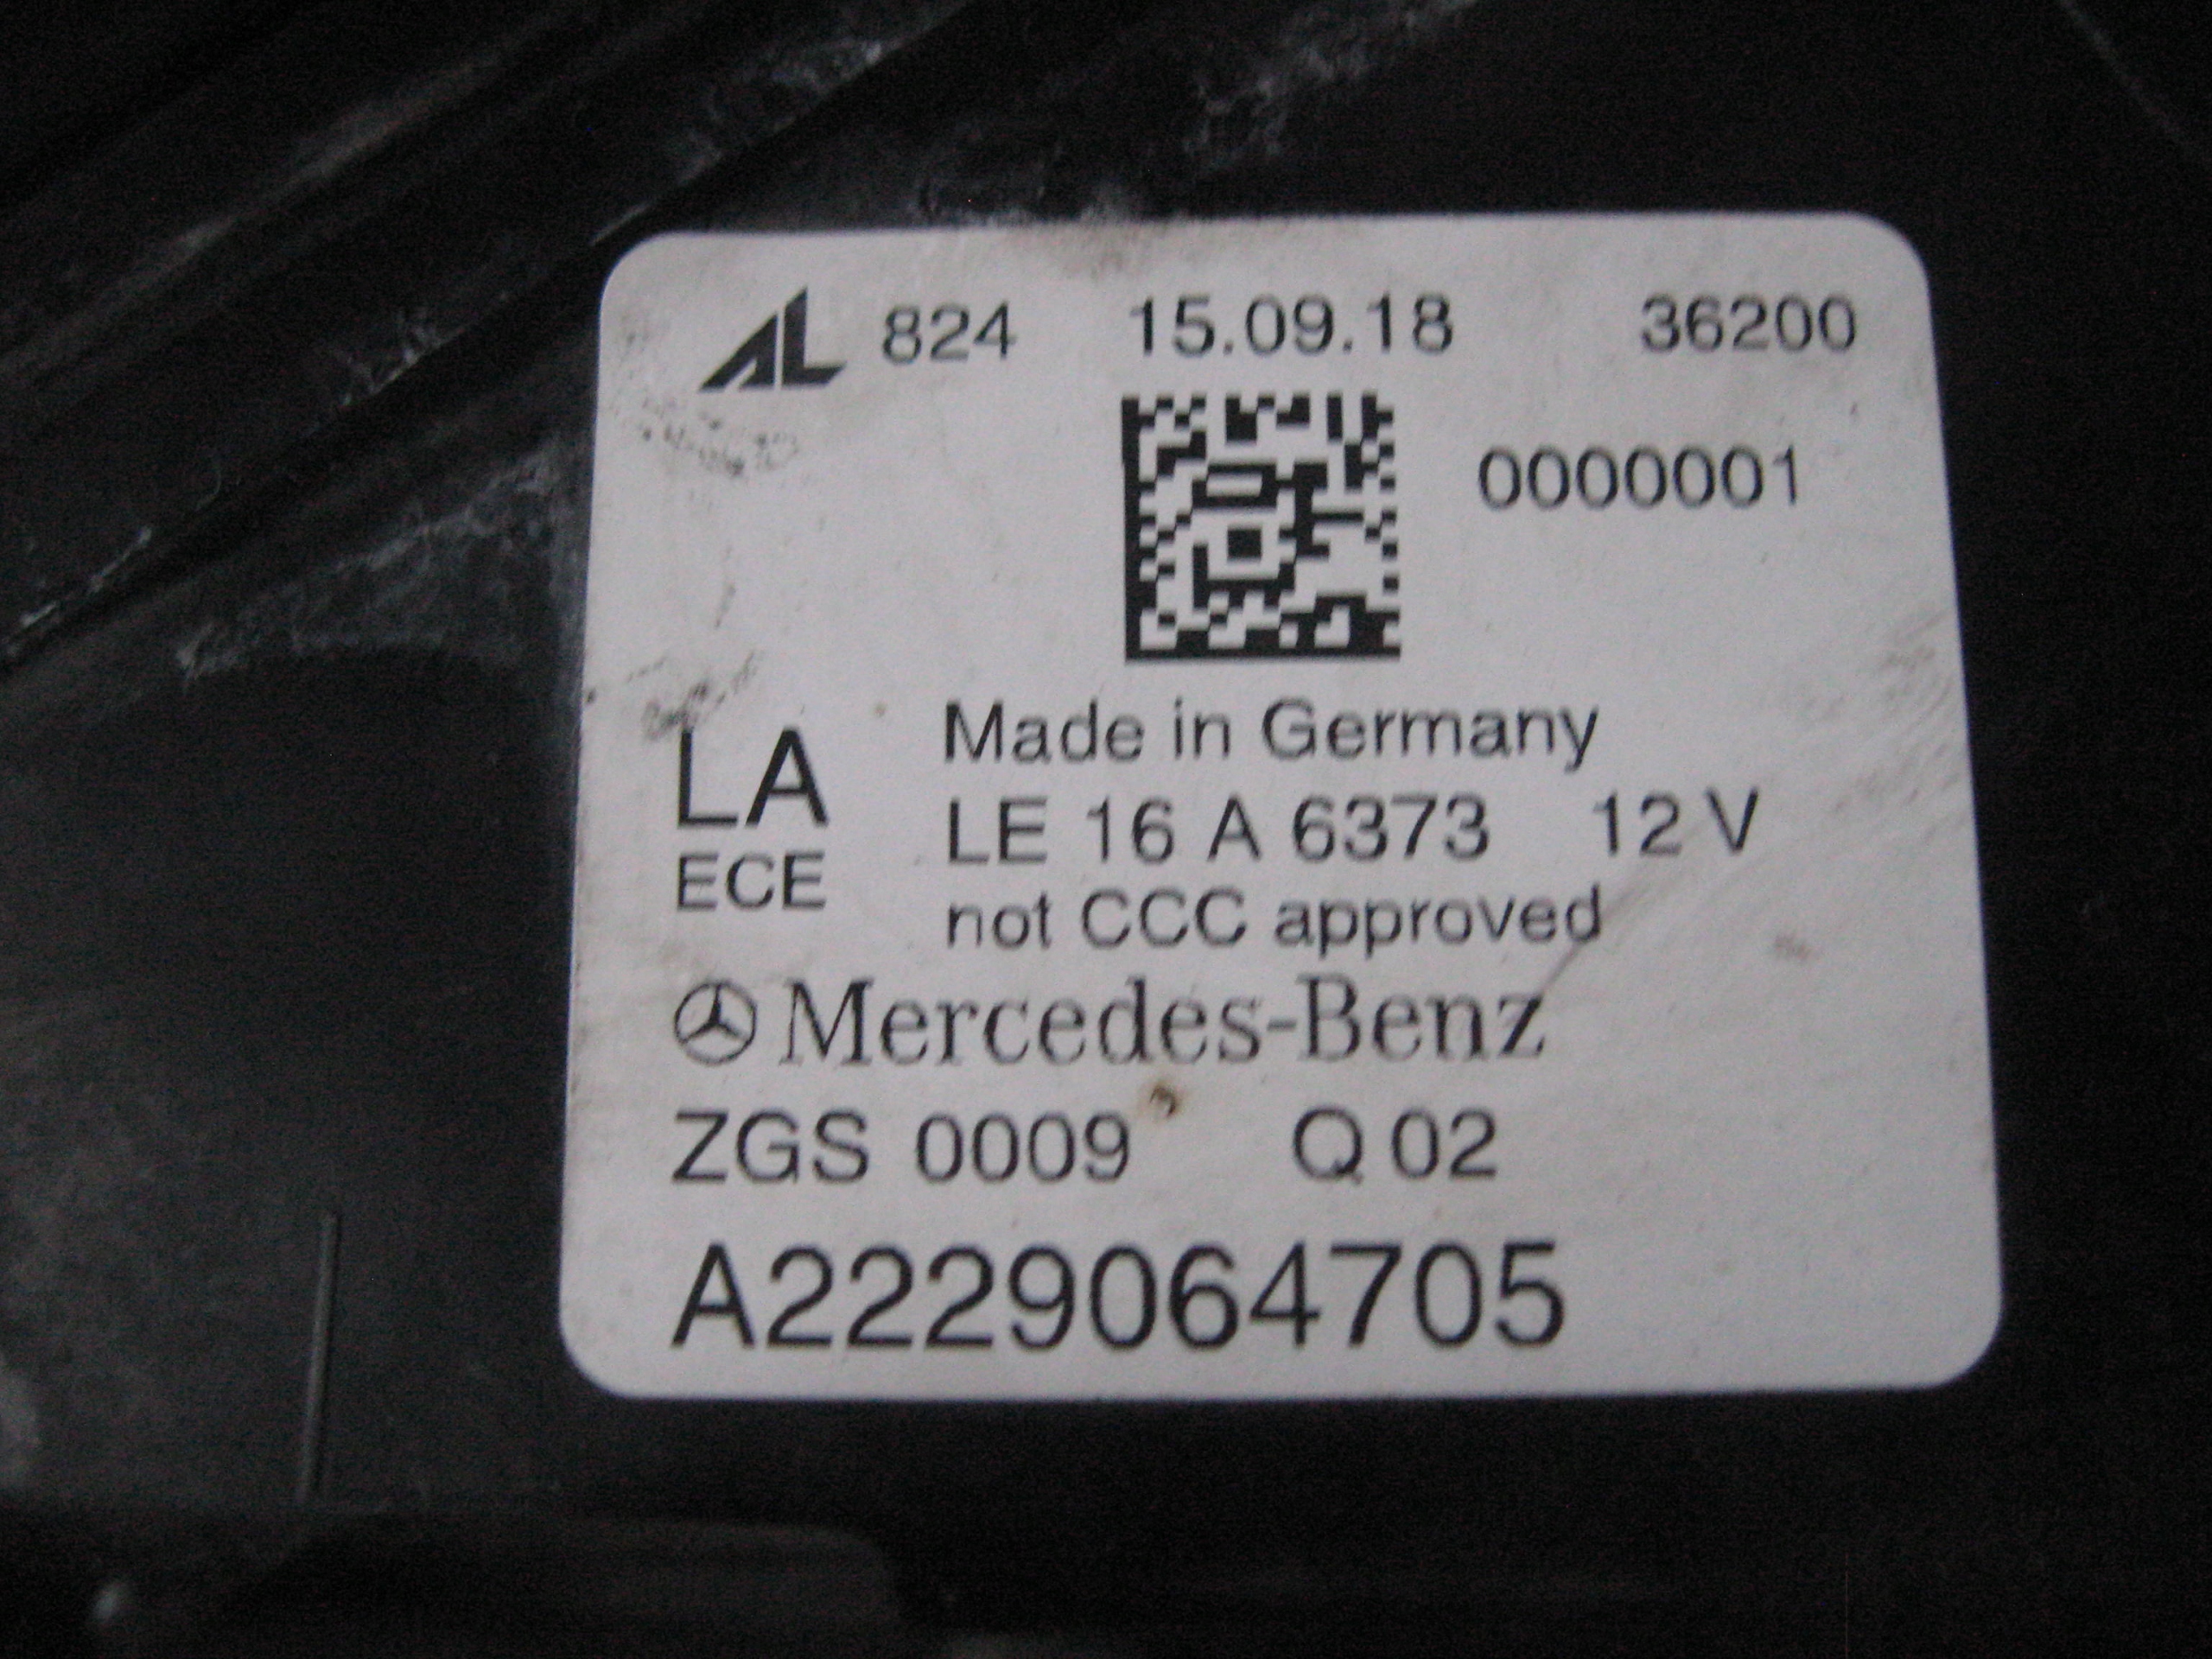 AL 824 15.09.18 36200
0000001
Made in Germany
LA LE 16 A 6373 12 V
ECE not CCC approved
Mercedes-Benz
ZGS 0009 Q 02
A2229064705